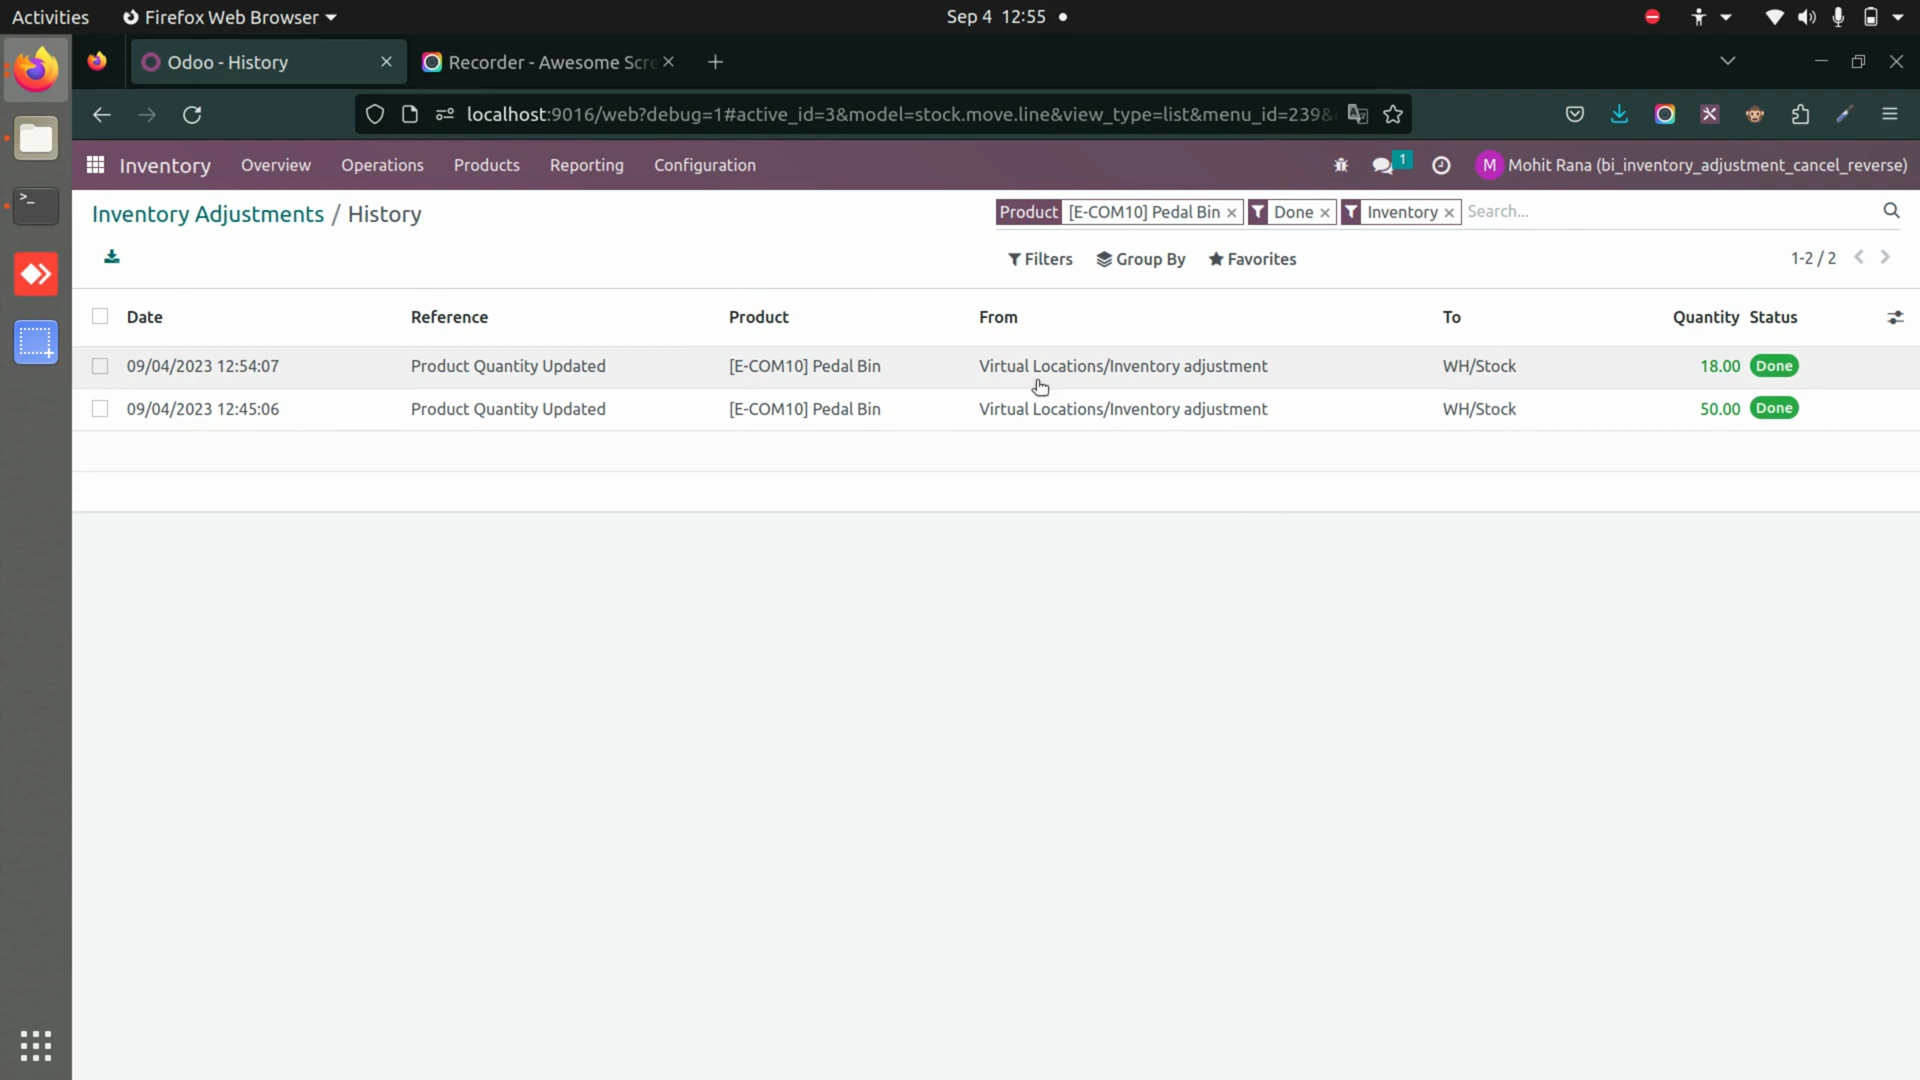 Activities Firefox Web Browser Sep 4 12:55
Odoo - History Recorder - Awesome Scre
localhost:9016/web?debug=1#active_id=3&model=stock.move.line&view_type=list&menu_id=239&
Inventory Overview Operations Products Reporting Configuration 1 M Mohit Rana (bi_inventory_adjustment_cancel_reverse)
Inventory Adjustments / History Product [E-COM10] Pedal Bin × Done × Inventory × Search...
Filters Group By Favorites 1-2 / 2
Date Reference Product From To Quantity Status
09/04/2023 12:54:07 Product Quantity Updated [E-COM10] Pedal Bin Virtual Locations/Inventory adjustment WH/Stock 18.00 Done
09/04/2023 12:45:06 Product Quantity Updated [E-COM10] Pedal Bin Virtual Locations/Inventory adjustment WH/Stock 50.00 Done